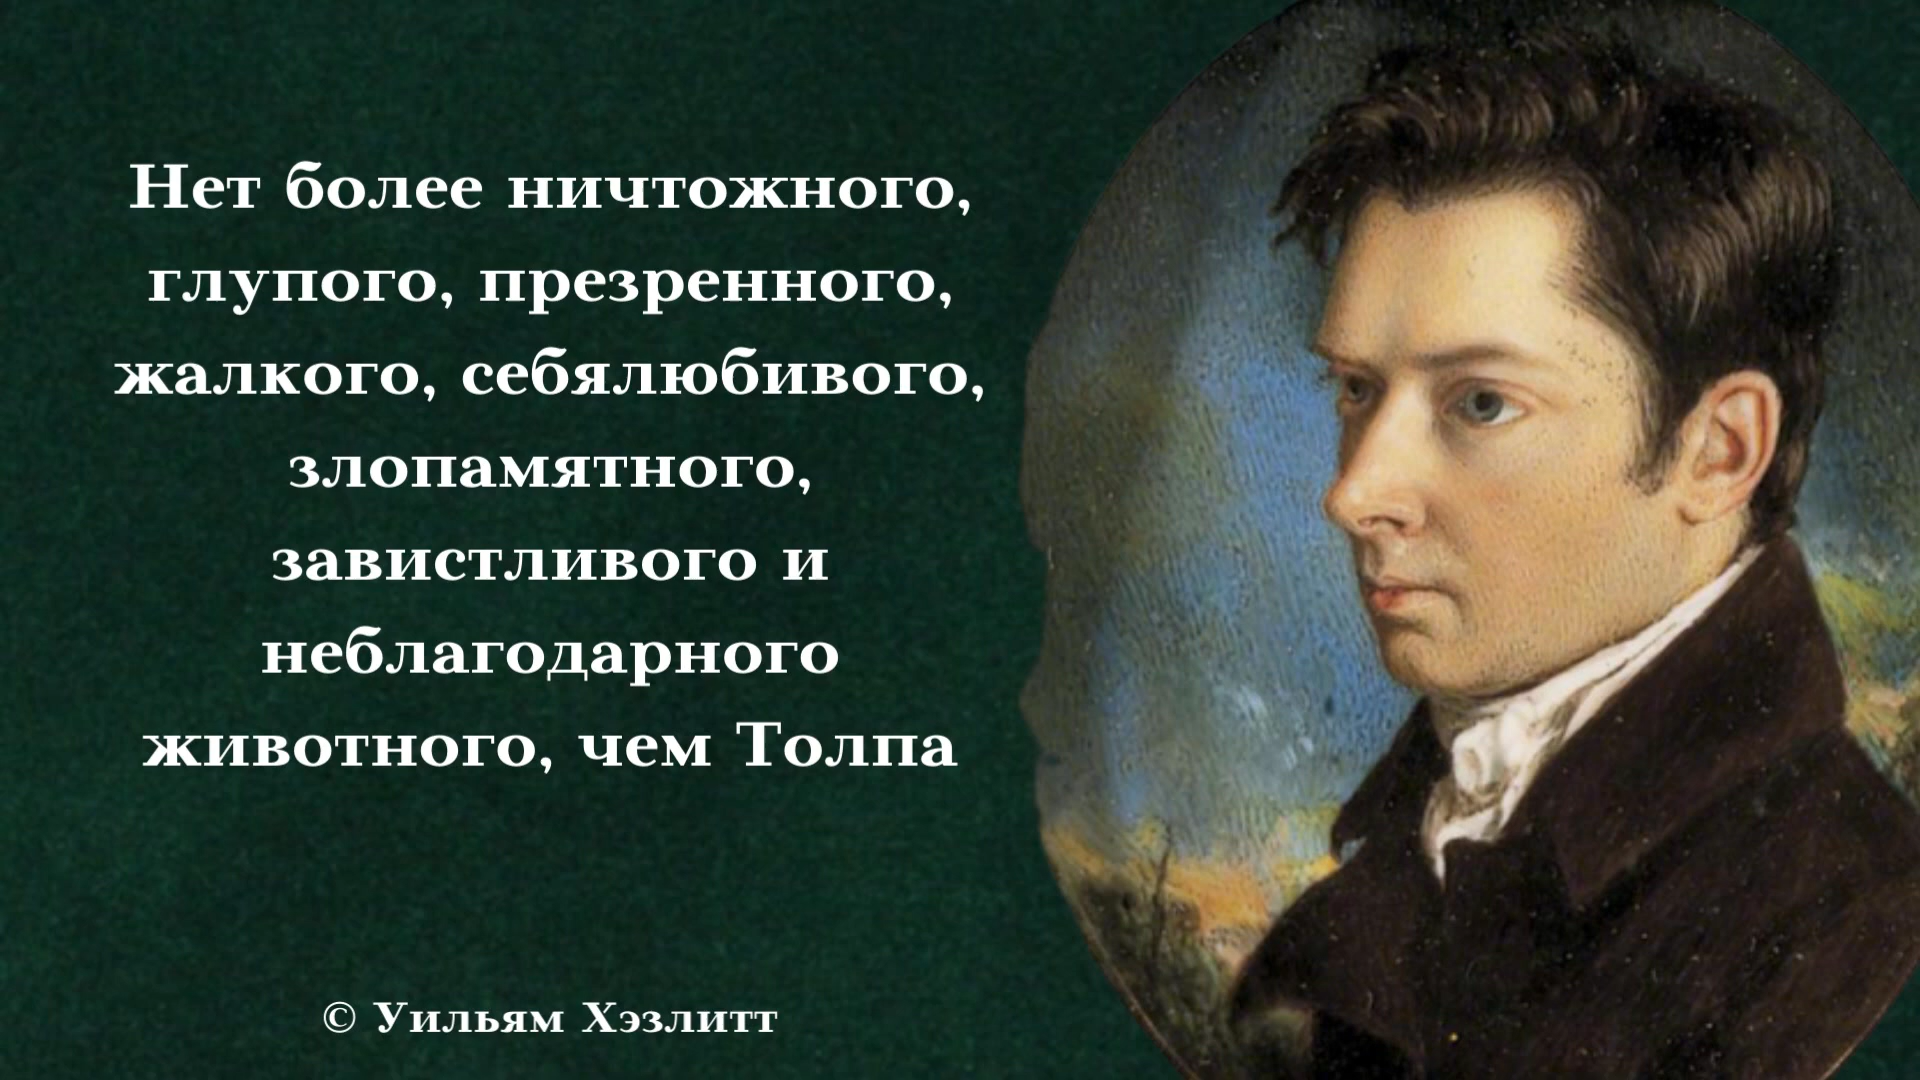 Нет более ничтожного,
глупого, презренного,
жалкого, себялюбивого,
злопамятного,
завистливого и
неблагодарного
животного, чем Толпа
© Уильям Хэзлитт